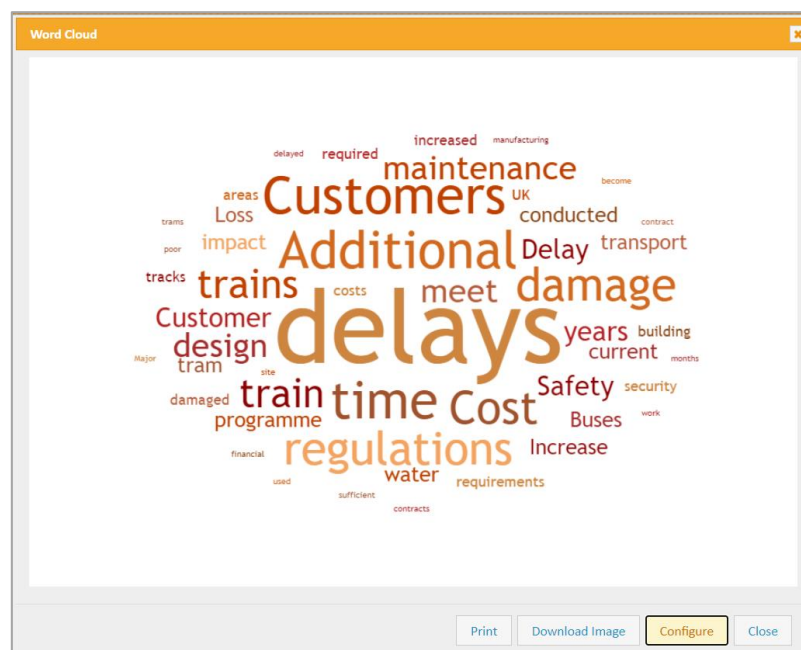 Word Cloud
increased manufacturing
delayed required
maintenance
become
areas Customers UK
Loss conducted
trams contract
impact Additional Delay transport
poor
tracks trains costs meet damage
Customer delays years building
design current
Major tram months
site
train time Cost Safety security
damaged
programme Buses work
regulations Increase
financial
water
used requirements
sufficient
contracts
Print Download Image Configure Close